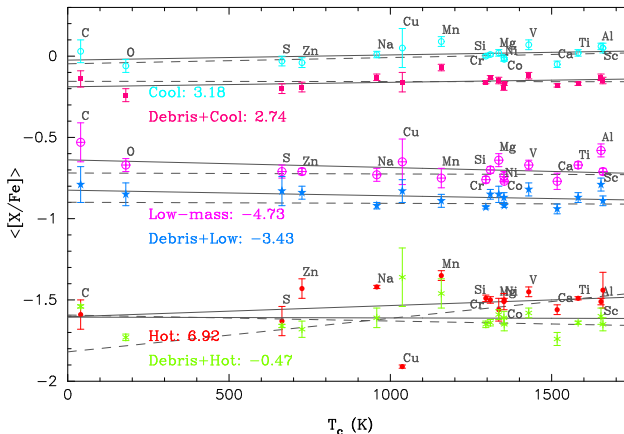 C O S Zn Na Cu Mn Si Cr Mg Ni Co V Ca Ti Al Sc
0
Cool: 3.18
Debris+Cool: 2.74
−0.5
C O S Zn Na Cu Mn Si Cr Mg Ni Co V Ca Ti Al Sc
<[X/Fe]>
−1
Low-mass: −4.73
Debris+Low: −3.43
C S Zn Na Cu Mn Si Mg Co V Ca Ti Al Sc
−1.5
Hot: 6.92
Debris+Hot: −0.47
−2
0 500 1000 1500
T_c (K)